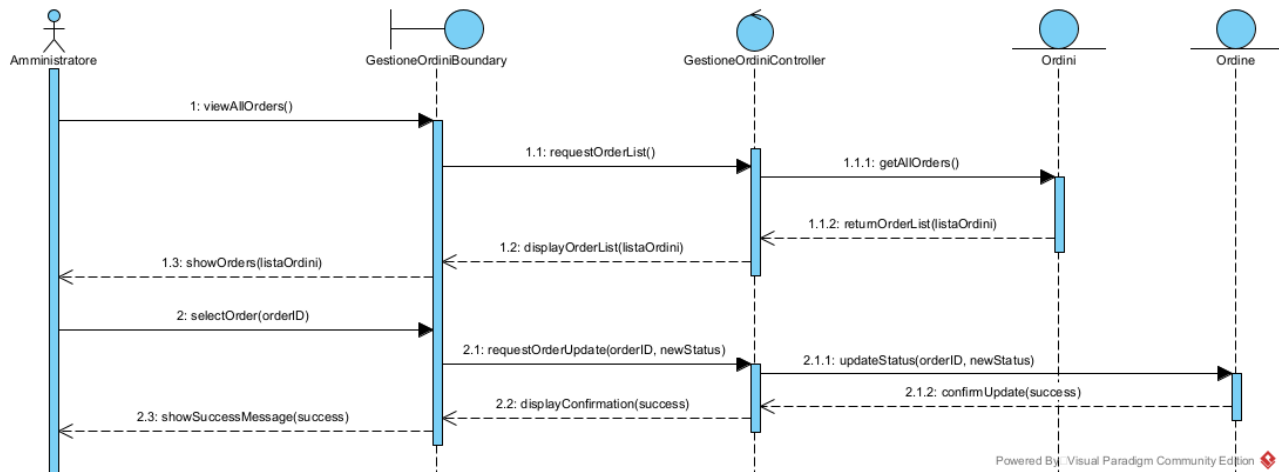 Amministratore
GestioneOrdiniBoundary
GestioneOrdiniController
Ordini
Ordine
1: viewAllOrders()
1.1: requestOrderList()
1.1.1: getAllOrders()
1.1.2: returnOrderList(listaOrdini)
1.2: displayOrderList(listaOrdini)
1.3: showOrders(listaOrdini)
2: selectOrder(orderID)
2.1: requestOrderUpdate(orderID, newStatus)
2.1.1: updateStatus(orderID, newStatus)
2.1.2: confirmUpdate(success)
2.2: displayConfirmation(success)
2.3: showSuccessMessage(success)
Powered By Visual Paradigm Community Edition